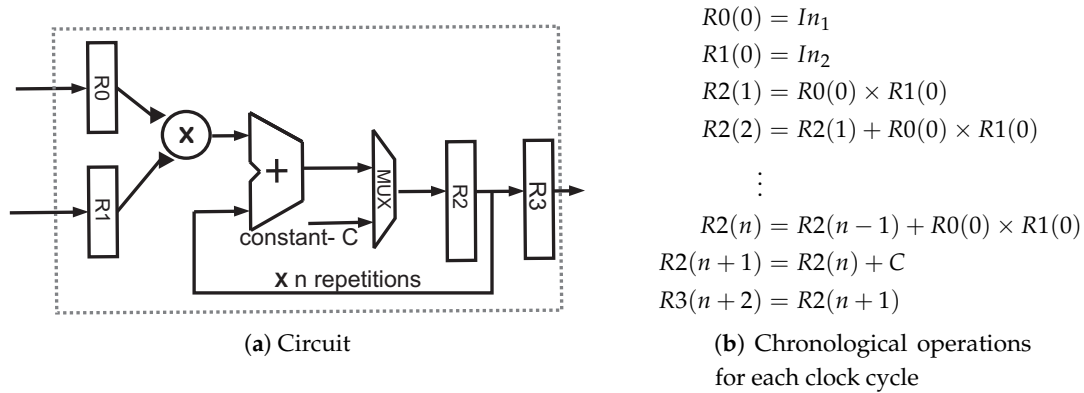 R0
R1
X
+
MUX
R2
R3
constant- C
X n repetitions
(a) Circuit
R0(0) = In₁
R1(0) = In₂
R2(1) = R0(0) × R1(0)
R2(2) = R2(1) + R0(0) × R1(0)
⋮
R2(n) = R2(n − 1) + R0(0) × R1(0)
R2(n + 1) = R2(n) + C
R3(n + 2) = R2(n + 1)
(b) Chronological operations
for each clock cycle